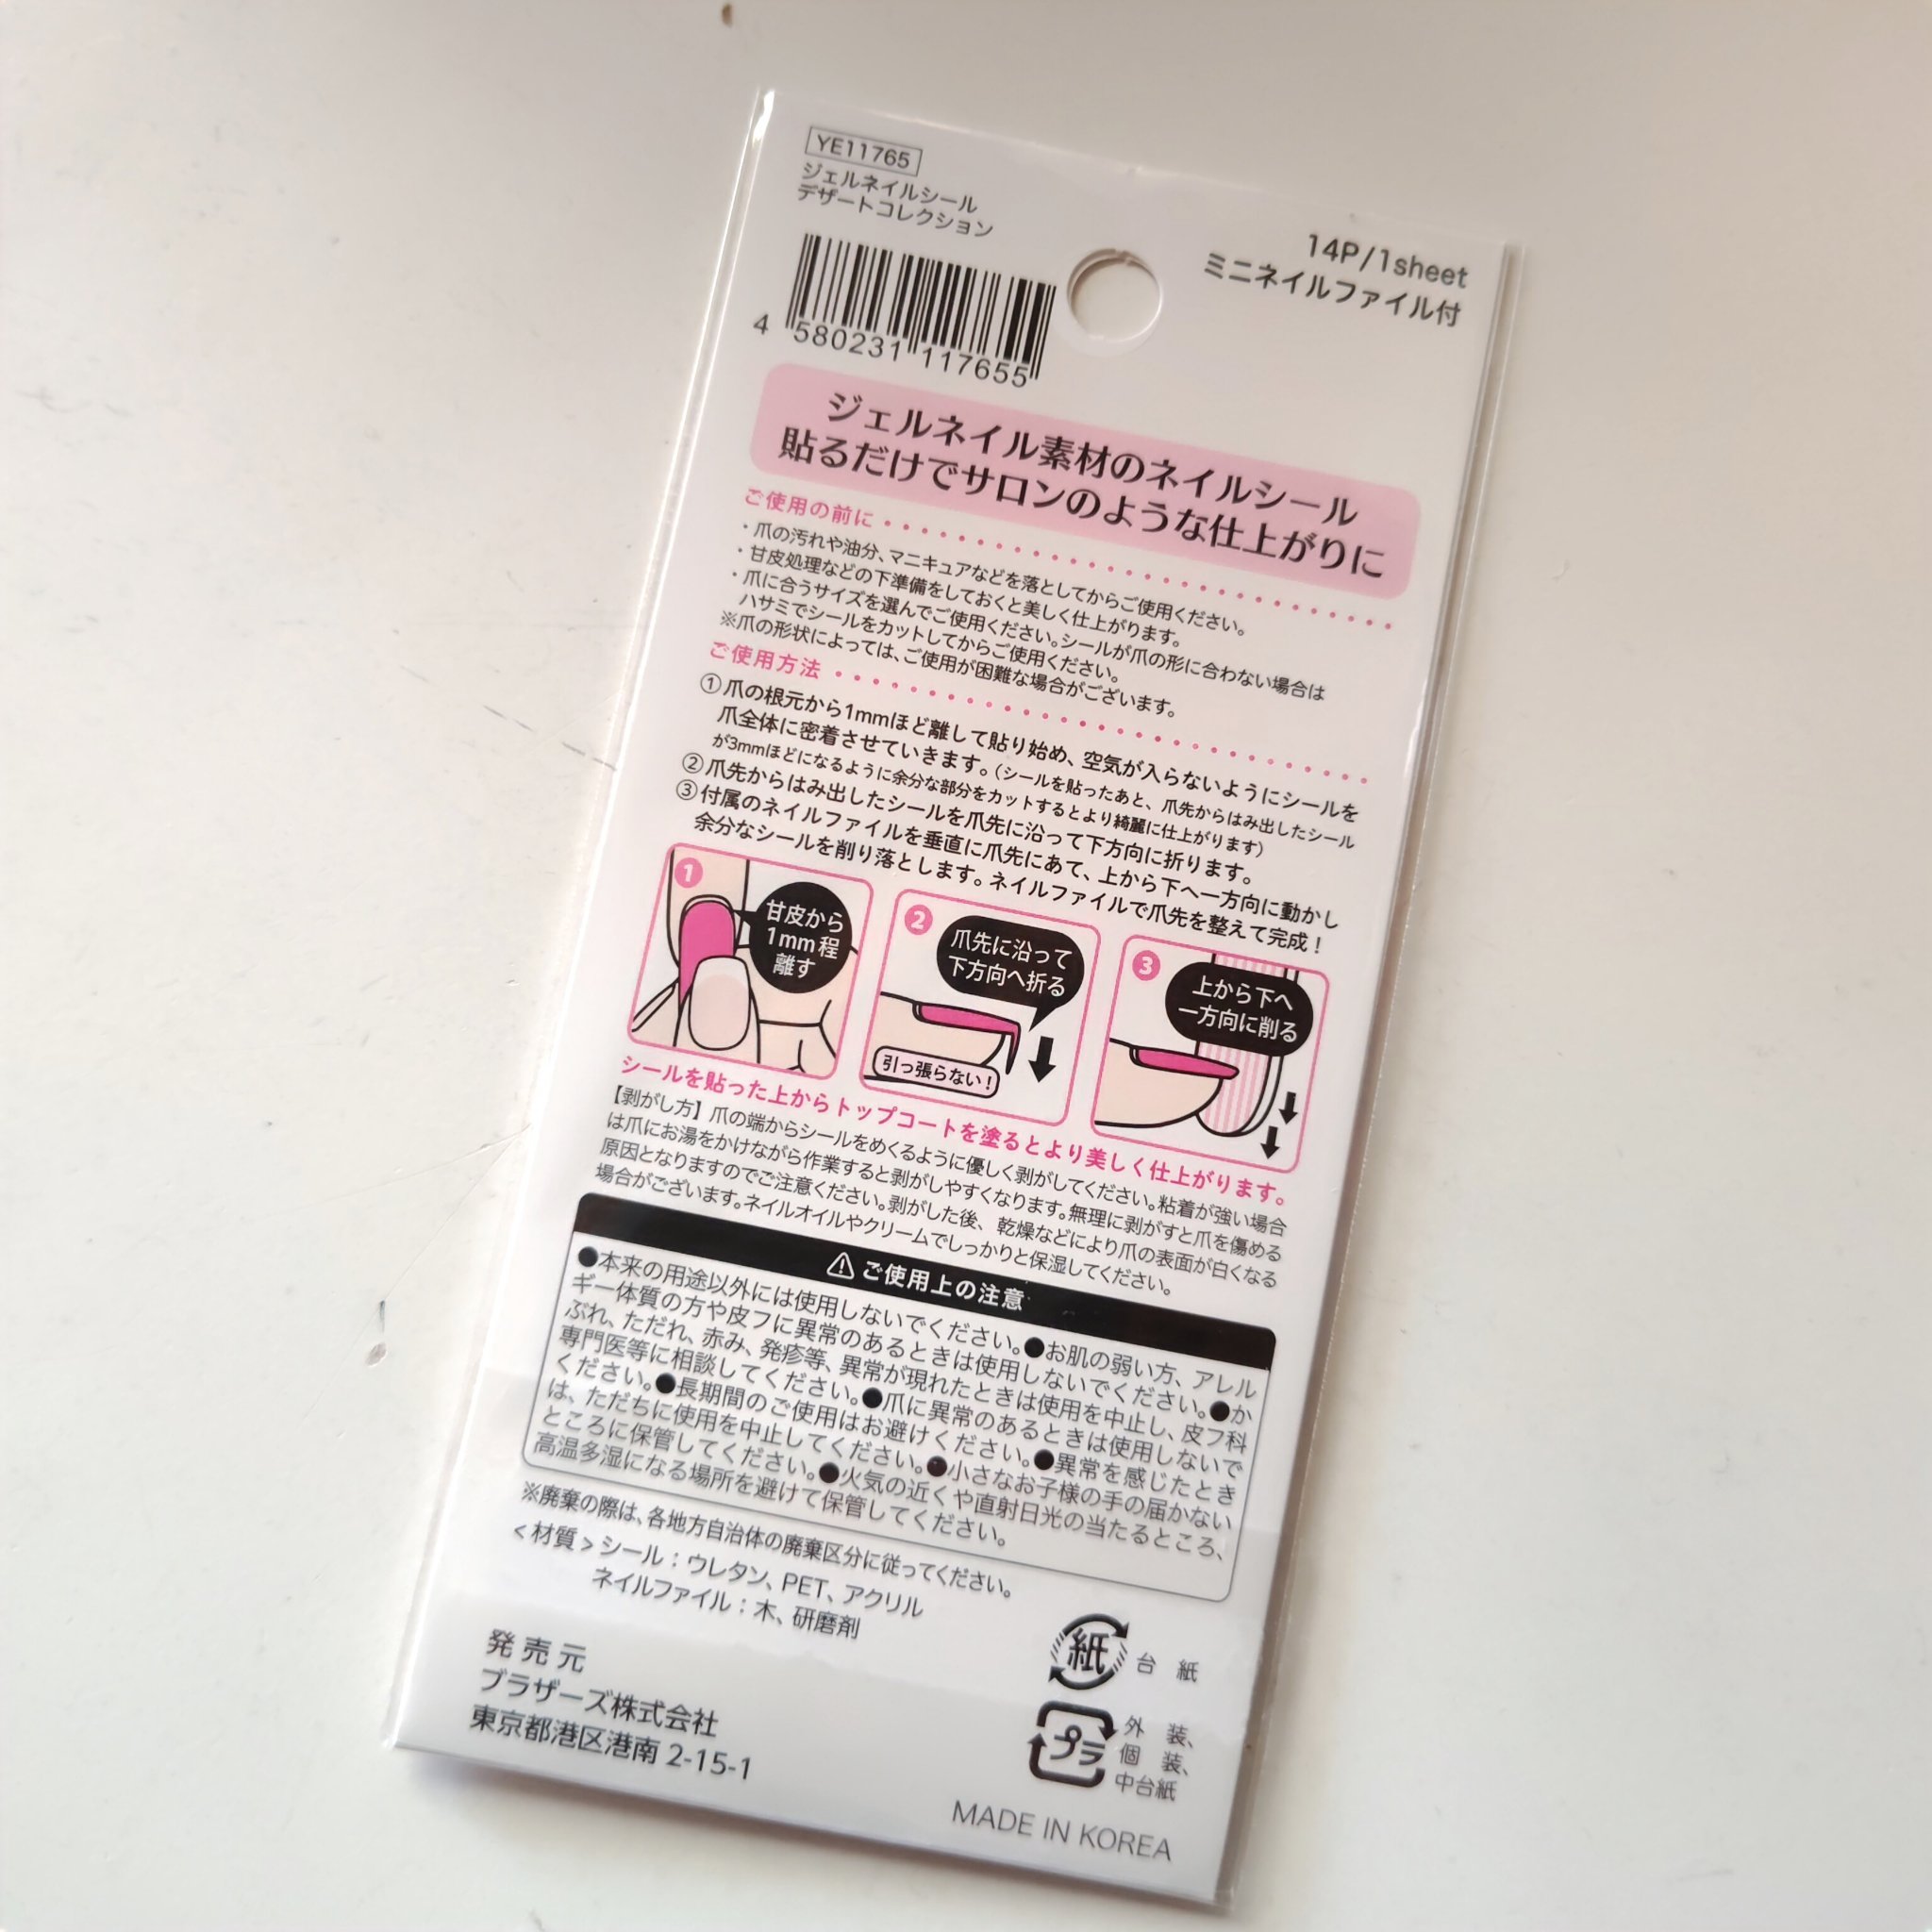 YE11765
ジェルネイルシール
デザートコレクション
4 580231 117655
14P/1sheet
ミニネイルファイル付
ジェルネイル素材のネイルシール
貼るだけでサロンのような仕上がりに
ご使用の前に
・爪の汚れや油分、マニキュアなどを落としてからご使用ください。
・甘皮処理などの下準備をしておくと美しく仕上がります。
・爪に合うサイズを選んでご使用ください。シールが爪の形に合わない場合は
ハサミでシールをカットしてからご使用ください。
※爪の形状によっては、ご使用が困難な場合がございます。
ご使用方法
①爪の根元から1mmほど離して貼り始め、空気が入らないようにシールを
爪全体に密着させていきます。(シールを貼ったあと、爪先からはみ出したシール
が3mmほどになるように余分な部分をカットするとより綺麗に仕上がります)
②爪先からはみ出したシールを爪先に沿って下方向に折ります。
③付属のネイルファイルを垂直に爪先にあて、上から下へ一方向に動かし
余分なシールを削り落とします。ネイルファイルで爪先を整えて完成！
1
甘皮から
1mm程
離す
2
爪先に沿って
下方向へ折る
引っ張らない！
3
上から下へ
一方向に削る
シールを貼った上からトップコートを塗るとより美しく仕上がります。
【剥がし方】爪の端からシールをめくるように優しく剥がしてください。粘着が強い場合
は爪にお湯をかけながら作業すると剥がしやすくなります。無理に剥がすと爪を傷める
原因となりますのでご注意ください。剥がした後、乾燥などにより爪の表面が白くなる
場合がございます。ネイルオイルやクリームでしっかりと保湿してください。
⚠ご使用上の注意
●本来の用途以外には使用しないでください。●お肌の弱い方、アレル
ギー体質の方や皮フに異常のあるときは使用しないでください。●か
ぶれ、ただれ、赤み、発疹等、異常が現れたときは使用を中止し、皮フ科
専門医等に相談してください。●爪に異常のあるときは使用しないで
ください。●長期間のご使用はお避けください。●異常を感じたとき
は、ただちに使用を中止してください。●小さなお子様の手の届かない
ところに保管してください。●火気の近くや直射日光の当たるところ、
高温多湿になる場所を避けて保管してください。
※廃棄の際は、各地方自治体の廃棄区分に従ってください。
<材質>シール：ウレタン、PET、アクリル
ネイルファイル：木、研磨剤
発売元
ブラザーズ株式会社
東京都港区港南 2-15-1
紙
台紙
プラ
外装、
個装、
中台紙
MADE IN KOREA